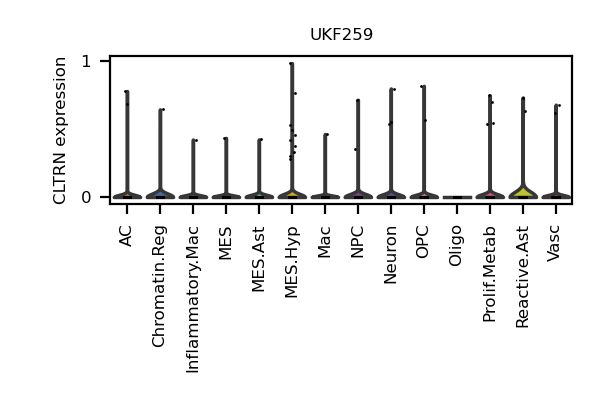 UKF259
CLTRN expression
1
0
AC
Chromatin.Reg
Inflammatory.Mac
MES
MES.Ast
MES.Hyp
Mac
NPC
Neuron
OPC
Oligo
Prolif.Metab
Reactive.Ast
Vasc